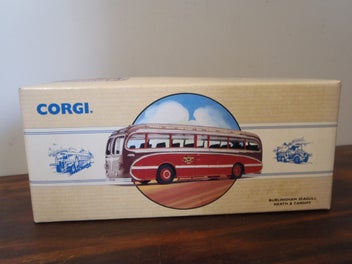 CORGI.
BURLINGHAM SEAGULL
NEATH & CARDIFF